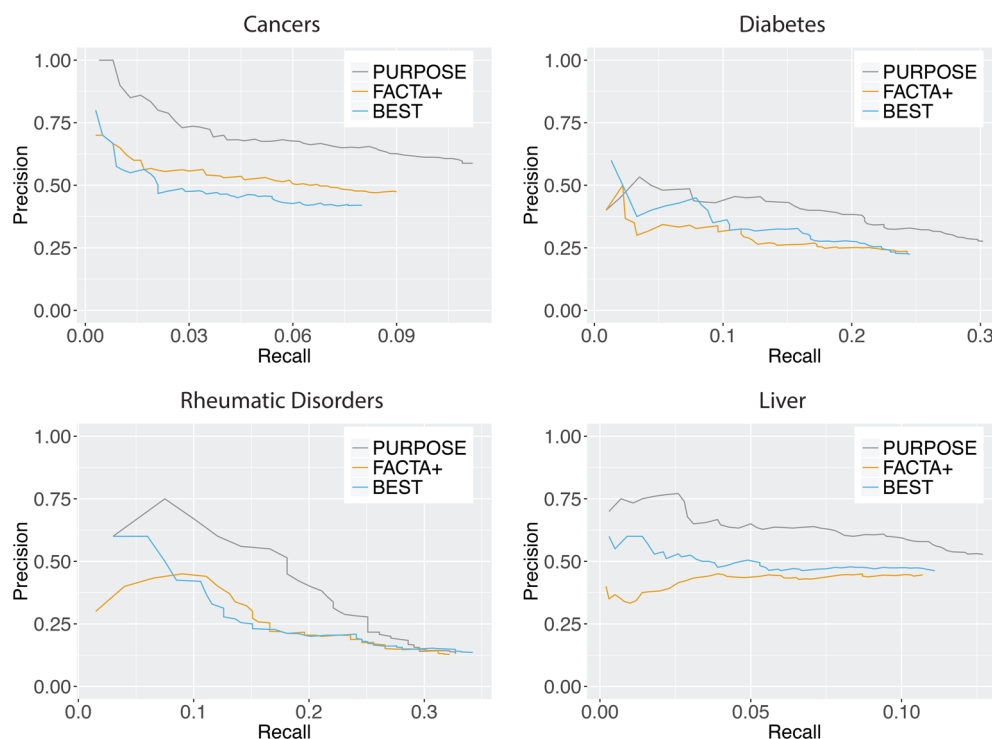 Cancers
1.00
0.75
0.50
0.25
0.00
Precision
PURPOSE
FACTA+
BEST
0.00 0.03 0.06 0.09
Recall
Diabetes
1.00
0.75
0.50
0.25
0.00
Precision
PURPOSE
FACTA+
BEST
0.0 0.1 0.2 0.3
Recall
Rheumatic Disorders
1.00
0.75
0.50
0.25
0.00
Precision
PURPOSE
FACTA+
BEST
0.0 0.1 0.2 0.3
Recall
Liver
1.00
0.75
0.50
0.25
0.00
Precision
PURPOSE
FACTA+
BEST
0.00 0.05 0.10
Recall